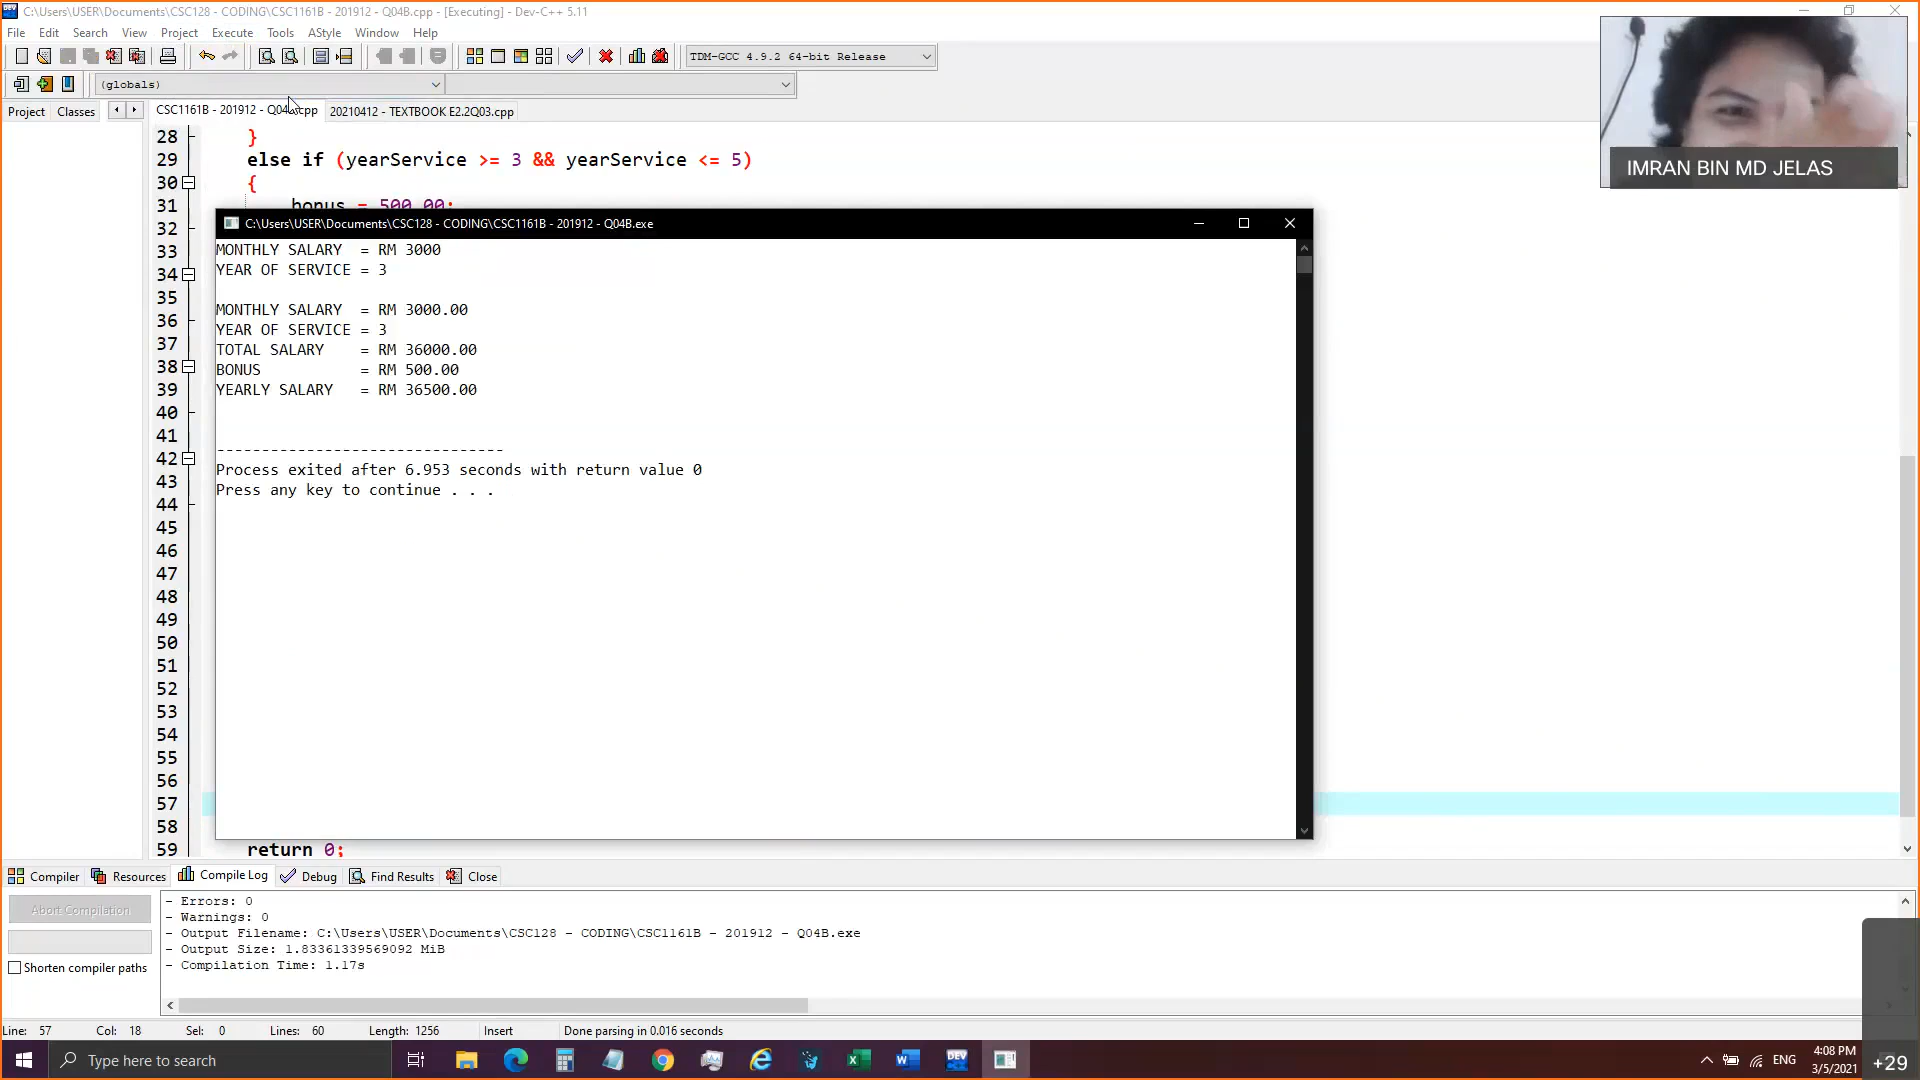 C:\Users\USER\Documents\CSC128 - CODING\CSC1161B - 201912 - Q04B.cpp - [Executing] - Dev-C++ 5.11
File Edit Search View Project Execute Tools AStyle Window Help
TDM-GCC 4.9.2 64-bit Release
(globals)
Project Classes
CSC1161B - 201912 - Q04B.cpp 20210412 - TEXTBOOK E2.2Q03.cpp
IMRAN BIN MD JELAS
28 }
29 else if (yearService >= 3 && yearService <= 5)
30 {
31 bonus = 500.00;
32
33
34
35
36
37
38
39
40
41
42
43
44
45
46
47
48
49
50
51
52
53
54
55
56
57
58
59 return 0;
C:\Users\USER\Documents\CSC128 - CODING\CSC1161B - 201912 - Q04B.exe
MONTHLY SALARY = RM 3000
YEAR OF SERVICE = 3
MONTHLY SALARY = RM 3000.00
YEAR OF SERVICE = 3
TOTAL SALARY = RM 36000.00
BONUS = RM 500.00
YEARLY SALARY = RM 36500.00
--------------------------------
Process exited after 6.953 seconds with return value 0
Press any key to continue . . .
Compiler Resources Compile Log Debug Find Results Close
Abort Compilation
Shorten compiler paths
- Errors: 0
- Warnings: 0
- Output Filename: C:\Users\USER\Documents\CSC128 - CODING\CSC1161B - 201912 - Q04B.exe
- Output Size: 1.83361339569092 MiB
- Compilation Time: 1.17s
Line: 57 Col: 18 Sel: 0 Lines: 60 Length: 1256 Insert Done parsing in 0.016 seconds
Type here to search
DEV
ENG
4:08 PM
3/5/2021
+29